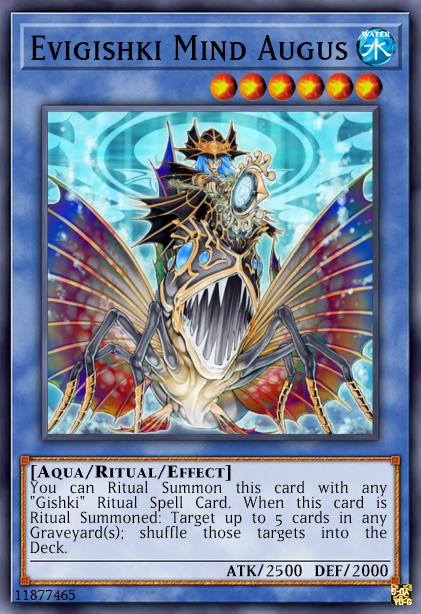 Evigishki Mind Augus
WATER
水
[Aqua/Ritual/Effect]
You can Ritual Summon this card with any
"Gishki" Ritual Spell Card. When this card is
Ritual Summoned: Target up to 5 cards in any
Graveyard(s); shuffle those targets into the
Deck.
ATK/2500 DEF/2000
11877465